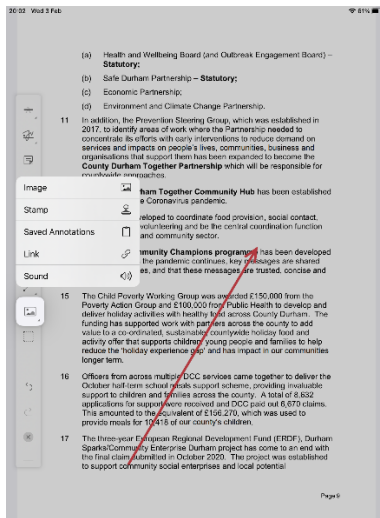 20:02 Wed 3 Feb
61%
(a) Health and Wellbeing Board (and Outbreak Engagement Board) –
Statutory;
(b) Safe Durham Partnership – Statutory;
(c) Economic Partnership;
(d) Environment and Climate Change Partnership.
11 In addition, the Prevention Steering Group, which was established in
2017, to identify areas of work where the Partnership needed to
concentrate its efforts with early interventions to reduce demand on
services and impacts on people's lives, communities, business and
organisations that support them has been expanded to become the
County Durham Together Partnership which will be responsible for
countywide approaches.
Image
Stamp
Saved Annotations
Link
Sound
ham Together Community Hub has been established
e Coronavirus pandemic.
veloped to coordinate food provision, social contact,
volunteering and be the central coordination function
and community sector.
mmunity Champions programme has been developed
the pandemic continues, key messages are shared
es, and that these messages are trusted, concise and
15 The Child Poverty Working Group was awarded £150,000 from the
Poverty Action Group and £100,000 from Public Health to develop and
deliver holiday activities with healthy food across County Durham. The
funding has supported work with partners across the county to add
value to a co-ordinated, sustainable, countywide holiday food and
activity offer that supports children, young people and families to help
reduce the 'holiday experience gap' and has impact in our communities
longer term.
16 Officers from across multiple DCC services came together to deliver the
October half-term school meals support scheme, providing invaluable
support to children and families across the county. A total of 8,632
applications for support were received and DCC paid out 6,670 claims.
This amounted to the equivalent of £156,270, which was used to
provide meals for 10,418 of our county's children.
17 The three-year European Regional Development Fund (ERDF), Durham
Sparks/Community Enterprise Durham project has come to an end with
the final claim submitted in October 2020. The project was established
to support community social enterprises and local potential
Page 9